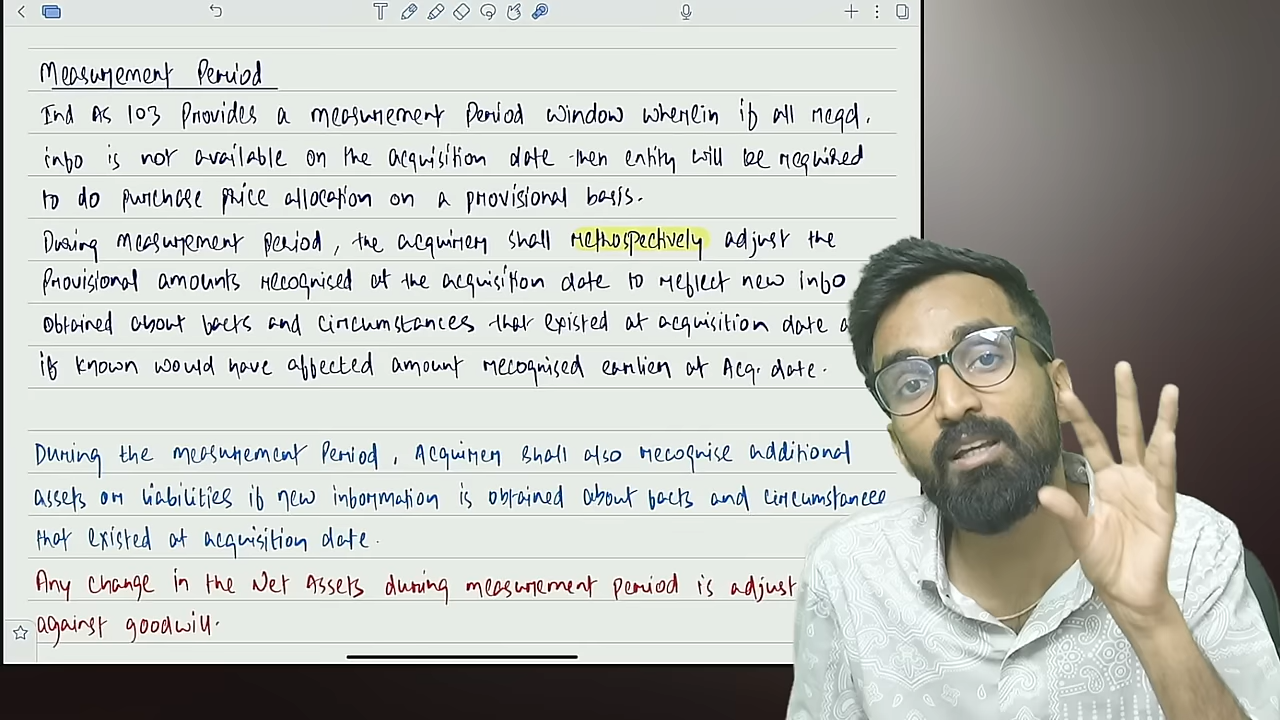 Measurement Period
Ind AS 103 Provides a measurement Period window wherein if all reqd.
info is not available on the acquisition date then entity will be required
to do purchase price allocation on a provisional basis.
During measurement period, the acquirer shall retrospectively adjust the
Provisional amounts recognised at the acquisition date to reflect new info
obtained about facts and circumstances that existed at acquisition date
if known would have affected amount recognised earlier at Acq. date.
During the measurement Period, Acquirer shall also recognise additional
assets or liabilities if new information is obtained about facts and circumstances
that existed at acquisition date.
Any change in the Net Assets during measurement period is adjust
against goodwill.